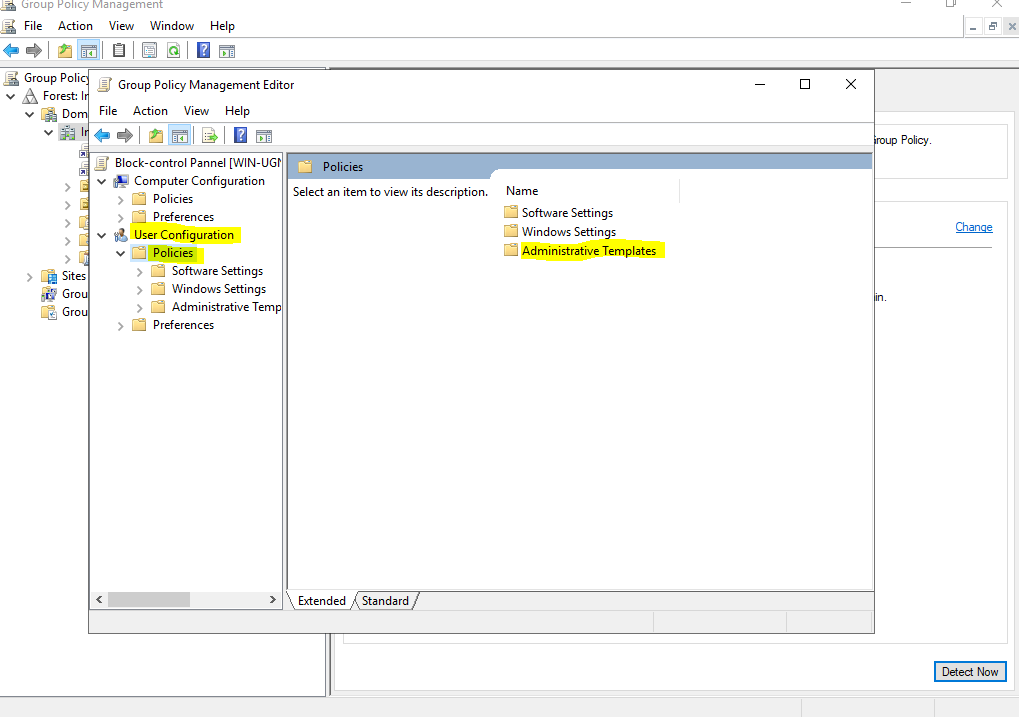 Group Policy Management
File Action View Window Help
Group Policy
Forest: In
Dom
In
Sites
Grou
Grou
Group Policy Management Editor
File Action View Help
Block-control Pannel [WIN-UGN
Computer Configuration
Policies
Preferences
User Configuration
Policies
Software Settings
Windows Settings
Administrative Temp
Preferences
Policies
Select an item to view its description.
Name
Software Settings
Windows Settings
Administrative Templates
Extended Standard
Group Policy.
Change
in.
Detect Now